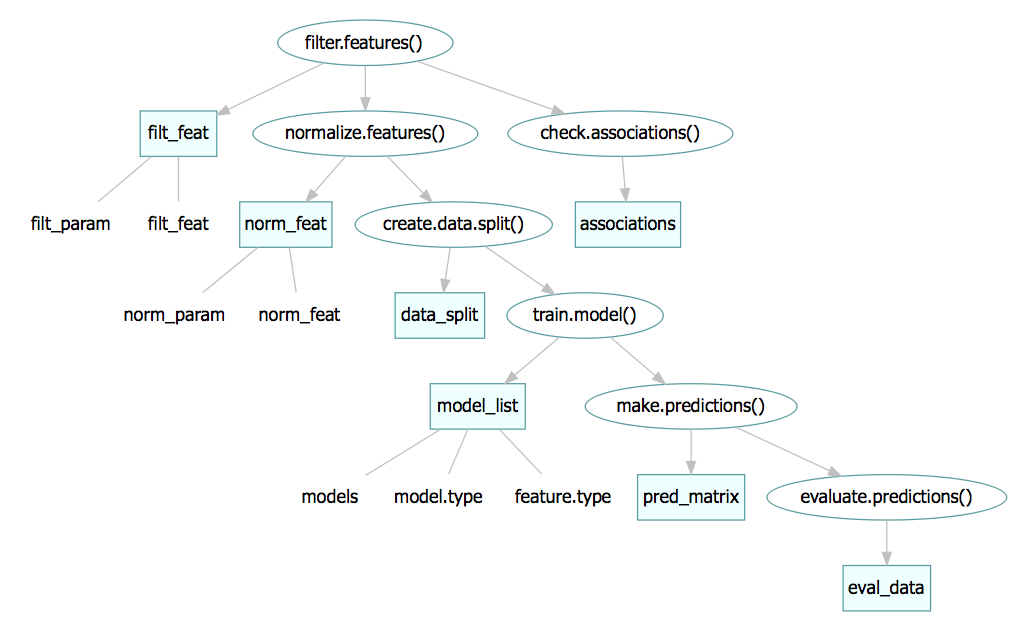 filter.features()
filt_feat
normalize.features()
check.associations()
filt_param
filt_feat
norm_feat
create.data.split()
associations
norm_param
norm_feat
data_split
train.model()
model_list
make.predictions()
models
model.type
feature.type
pred_matrix
evaluate.predictions()
eval_data